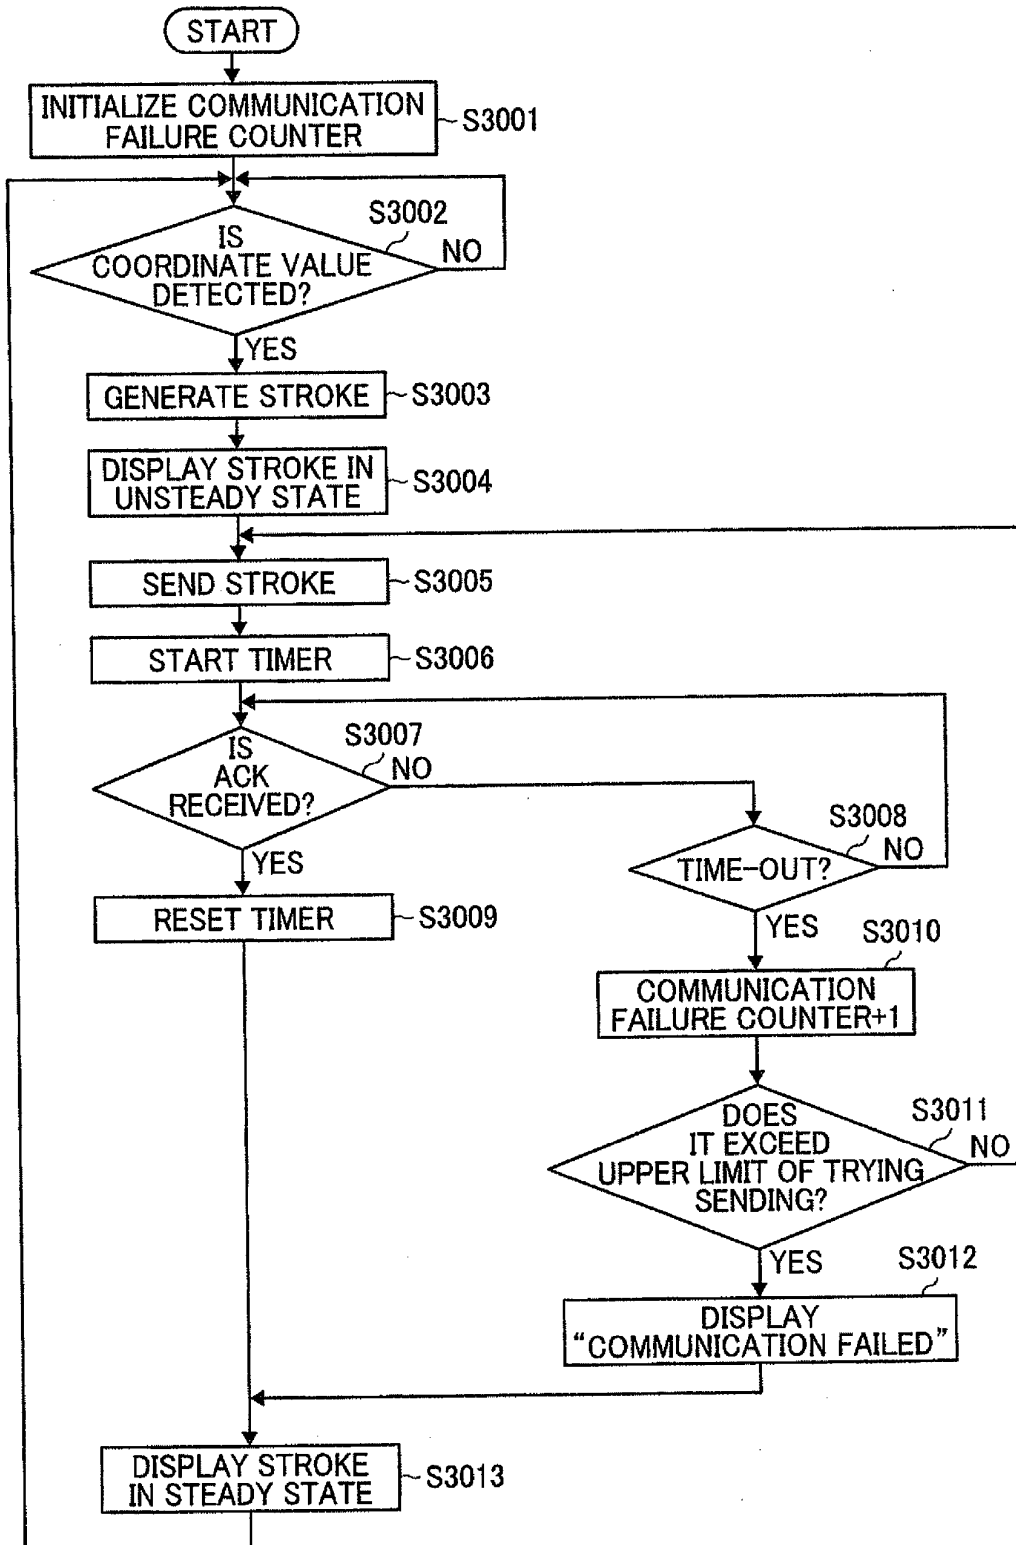 START
INITIALIZE COMMUNICATION
FAILURE COUNTER
S3001
S3002
IS
COORDINATE VALUE
DETECTED?
NO
YES
GENERATE STROKE
S3003
DISPLAY STROKE IN
UNSTEADY STATE
S3004
SEND STROKE
S3005
START TIMER
S3006
S3007
IS
ACK
RECEIVED?
NO
YES
S3008
TIME-OUT?
NO
YES
RESET TIMER
S3009
S3010
COMMUNICATION
FAILURE COUNTER+1
S3011
DOES
IT EXCEED
UPPER LIMIT OF TRYING
SENDING?
NO
YES
S3012
DISPLAY
“COMMUNICATION FAILED”
DISPLAY STROKE
IN STEADY STATE
S3013